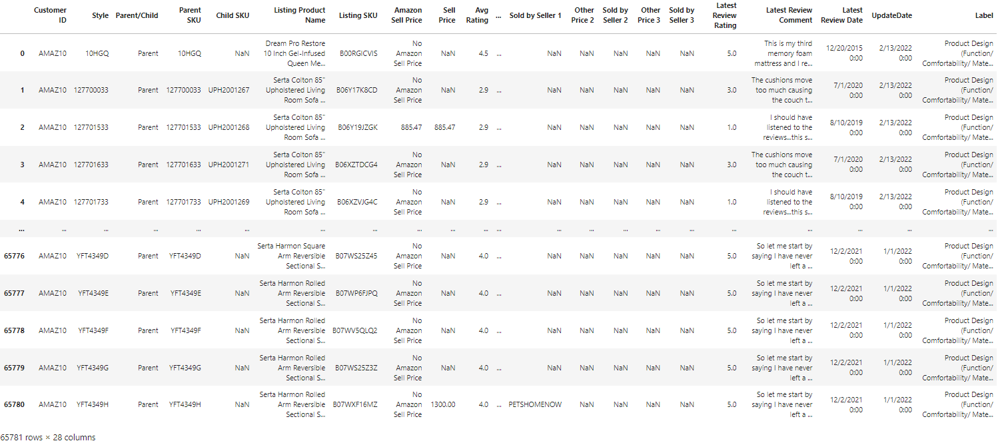 Customer ID Style Parent/Child Parent SKU Child SKU Listing Product Name Listing SKU Amazon Sell Price Sell Price Avg Rating ... Sold by Seller 1 Other Price 2 Sold by Seller 2 Other Price 3 Sold by Seller 3 Latest Review Rating Latest Review Comment Latest Review Date UpdateDate Label
0 AMAZ10 10HGQ Parent 10HGQ NaN Dream Pro Restore 10 Inch Gel-Infused Queen Me... B00RGICVIS No Amazon Sell Price NaN 4.5 ... NaN NaN NaN NaN NaN 5.0 This is my third memory foam mattress and I re... 12/20/2015 0:00 2/13/2022 0:00 Product Design (Function/ Comfortability/ Mate...
1 AMAZ10 127700033 Parent 127700033 UPH2001267 Serta Colton 85" Upholstered Living Room Sofa ... B06Y17K8CD No Amazon Sell Price NaN 2.9 ... NaN NaN NaN NaN NaN 3.0 The cushions move too much causing the couch t... 7/1/2020 0:00 2/13/2022 0:00 Product Design (Function/ Comfortability/ Mate...
2 AMAZ10 127701533 Parent 127701533 UPH2001268 Serta Colton 85" Upholstered Living Room Sofa ... B06Y19JZGK 885.47 885.47 2.9 ... NaN NaN NaN NaN NaN 1.0 I should have listened to the reviews...this s... 8/10/2019 0:00 2/13/2022 0:00 Product Design (Function/ Comfortability/ Mate...
3 AMAZ10 127701633 Parent 127701633 UPH2001271 Serta Colton 85" Upholstered Living Room Sofa ... B06XZTDCG4 No Amazon Sell Price NaN 2.9 ... NaN NaN NaN NaN NaN 3.0 The cushions move too much causing the couch t... 7/1/2020 0:00 2/13/2022 0:00 Product Design (Function/ Comfortability/ Mate...
4 AMAZ10 127701733 Parent 127701733 UPH2001269 Serta Colton 85" Upholstered Living Room Sofa ... B06XZVJG4C No Amazon Sell Price NaN 2.9 ... NaN NaN NaN NaN NaN 1.0 I should have listened to the reviews...this s... 8/10/2019 0:00 2/13/2022 0:00 Product Design (Function/ Comfortability/ Mate...
... ... ... ... ... ... ... ... ... ... ... ... ... ... ... ... ... ... ... ... ... ...
65776 AMAZ10 YFT4349D Parent YFT4349D NaN Serta Harmon Square Arm Reversible Sectional S... B07WS25Z45 No Amazon Sell Price NaN 4.0 ... NaN NaN NaN NaN NaN 5.0 So let me start by saying I have never left a ... 12/2/2021 0:00 1/1/2022 0:00 Product Design (Function/ Comfortability/ Mate...
65777 AMAZ10 YFT4349E Parent YFT4349E NaN Serta Harmon Rolled Arm Reversible Sectional S... B07WP6FJPQ No Amazon Sell Price NaN 4.0 ... NaN NaN NaN NaN NaN 5.0 So let me start by saying I have never left a ... 12/2/2021 0:00 1/1/2022 0:00 Product Design (Function/ Comfortability/ Mate...
65778 AMAZ10 YFT4349F Parent YFT4349F NaN Serta Harmon Rolled Arm Reversible Sectional S... B07WV5QLQ2 No Amazon Sell Price NaN 4.0 ... NaN NaN NaN NaN NaN 5.0 So let me start by saying I have never left a ... 12/2/2021 0:00 1/1/2022 0:00 Product Design (Function/ Comfortability/ Mate...
65779 AMAZ10 YFT4349G Parent YFT4349G NaN Serta Harmon Rolled Arm Reversible Sectional S... B07WS25Z3Z No Amazon Sell Price NaN 4.0 ... NaN NaN NaN NaN NaN 5.0 So let me start by saying I have never left a ... 12/2/2021 0:00 1/1/2022 0:00 Product Design (Function/ Comfortability/ Mate...
65780 AMAZ10 YFT4349H Parent YFT4349H NaN Serta Harmon Rolled Arm Reversible Sectional S... B07WXF16MZ No Amazon Sell Price 1300.00 4.0 ... PETSHOMENOW NaN NaN NaN NaN 5.0 So let me start by saying I have never left a ... 12/2/2021 0:00 1/1/2022 0:00 Product Design (Function/ Comfortability/ Mate...
65781 rows × 28 columns